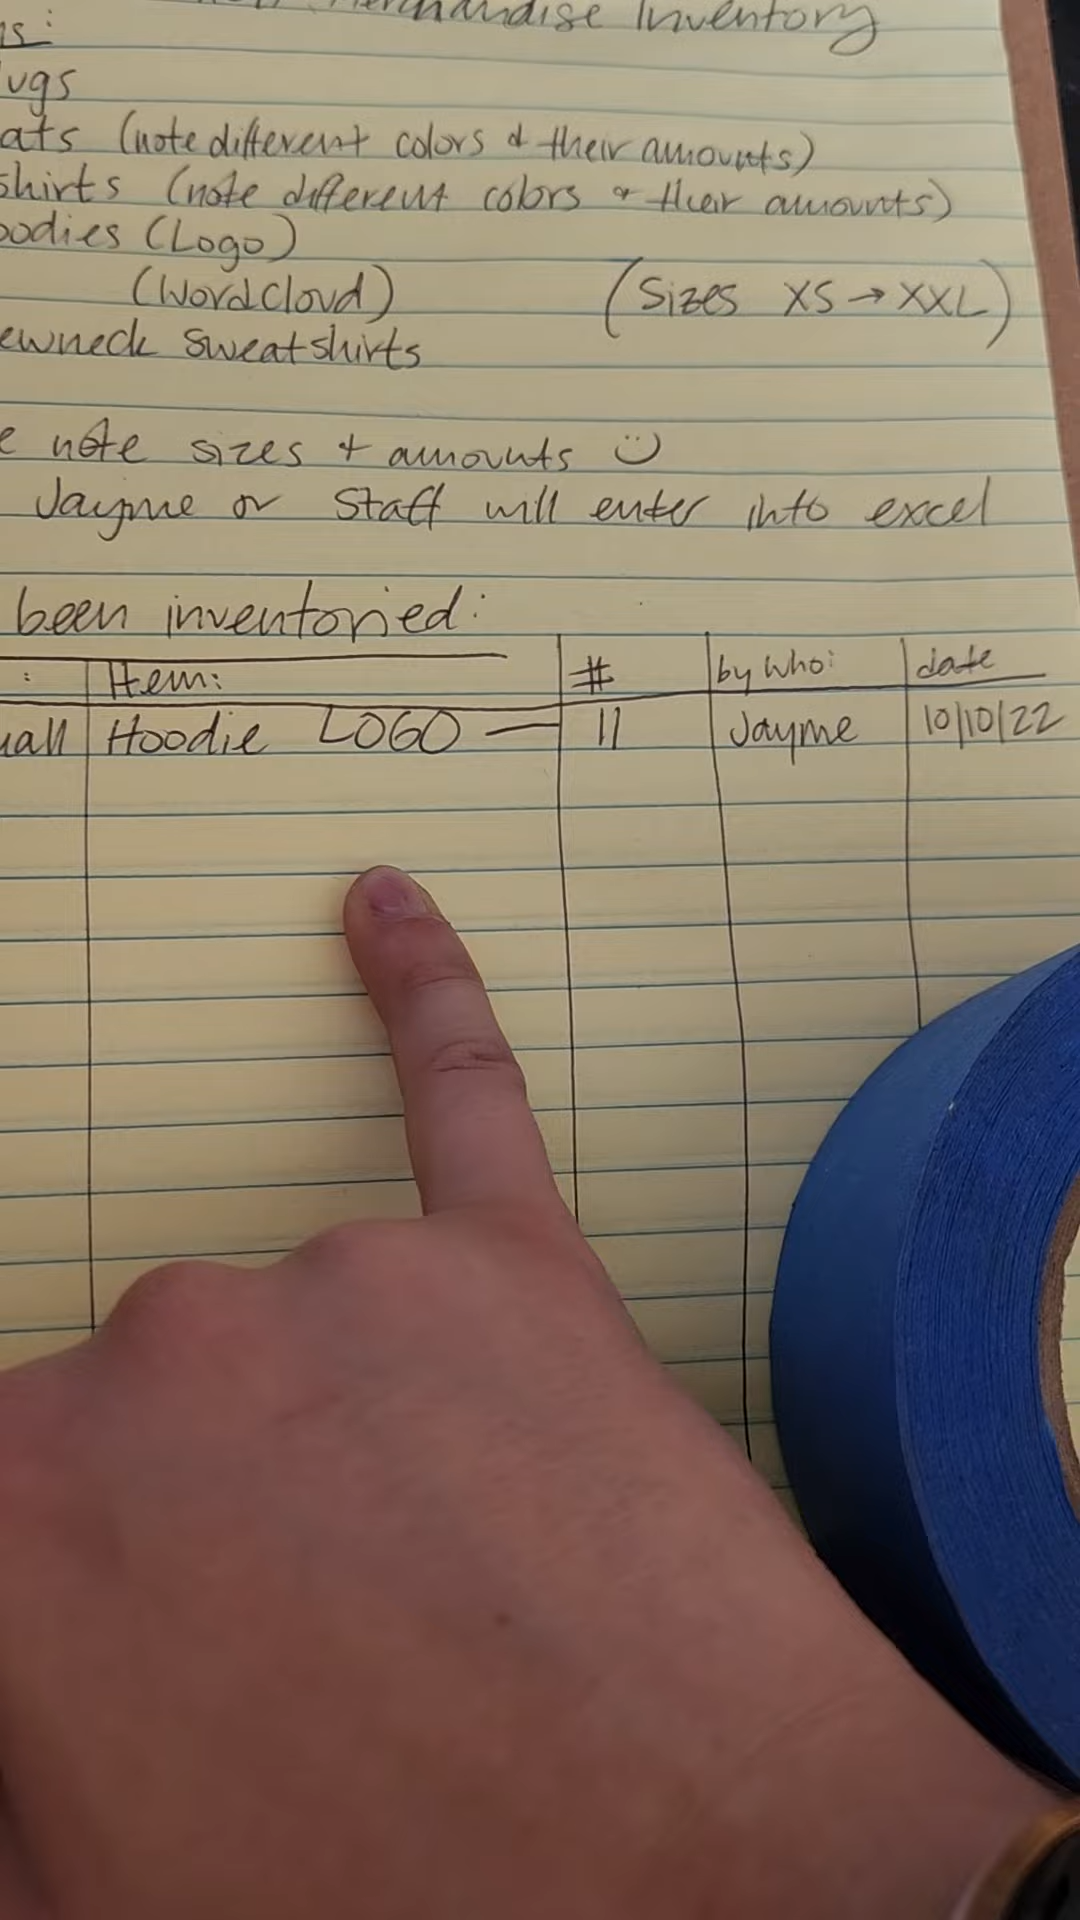 Merchandise Inventory
ats (note different colors & their amounts)
shirts (note different colors & their amounts)
oodies (Logo)
(Wordcloud) (Sizes XS → XXL)
ewneck Sweatshirts
note sizes + amounts :)
Jayme or Staff will enter into excel
been inventoried:
: Item: # by who: date
Hoodie LOGO — 11 Jayme 10/10/22